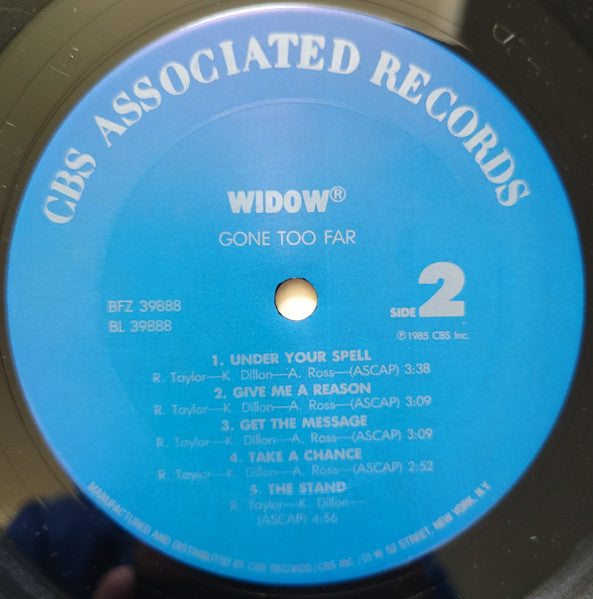 CBS ASSOCIATED RECORDS
WIDOW®
GONE TOO FAR
BFZ 39888
BL 39888
SIDE 2
℗1985 CBS Inc.
1. UNDER YOUR SPELL
R. Taylor—K. Dillon—A. Ross—(ASCAP) 3:38
2. GIVE ME A REASON
R. Taylor—K. Dillon—A. Ross—(ASCAP) 3:09
3. GET THE MESSAGE
R. Taylor—K. Dillon—A. Ross—(ASCAP) 3:09
4. TAKE A CHANCE
R. Taylor—K. Dillon—A. Ross—(ASCAP) 2:52
5. THE STAND
R. Taylor—K. Dillon—
(ASCAP) 4:56
MANUFACTURED AND DISTRIBUTED BY CBS RECORDS/CBS INC./51 W 52 STREET, NEW YORK, N.Y.